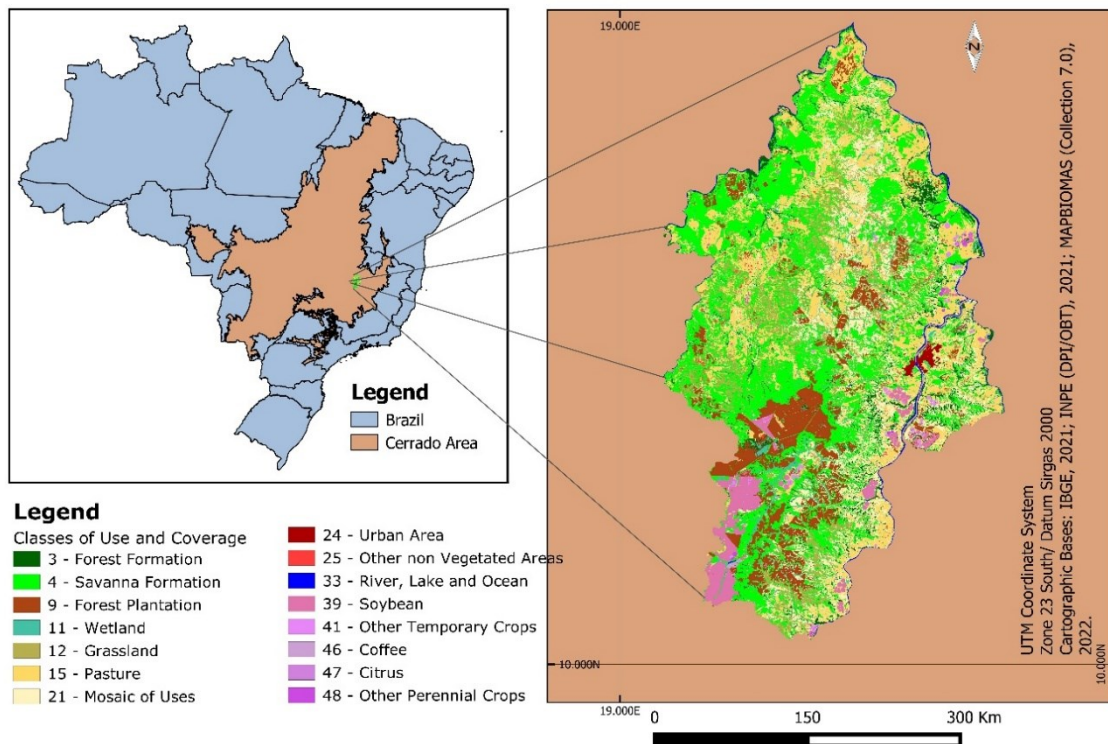 Legend
Brazil
Cerrado Area
Legend
Classes of Use and Coverage
3 - Forest Formation
4 - Savanna Formation
9 - Forest Plantation
11 - Wetland
12 - Grassland
15 - Pasture
21 - Mosaic of Uses
24 - Urban Area
25 - Other non Vegetated Areas
33 - River, Lake and Ocean
39 - Soybean
41 - Other Temporary Crops
46 - Coffee
47 - Citrus
48 - Other Perennial Crops
19.000E
N
UTM Coordinate System
Zone 23 South/ Datum Sirgas 2000
Cartographic Bases: IBGE, 2021; INPE (DPI/OBT), 2021; MAPBIOMAS (Collection 7.0),
2022.
10.000N
10.000N
19.000E
0 150 300 Km